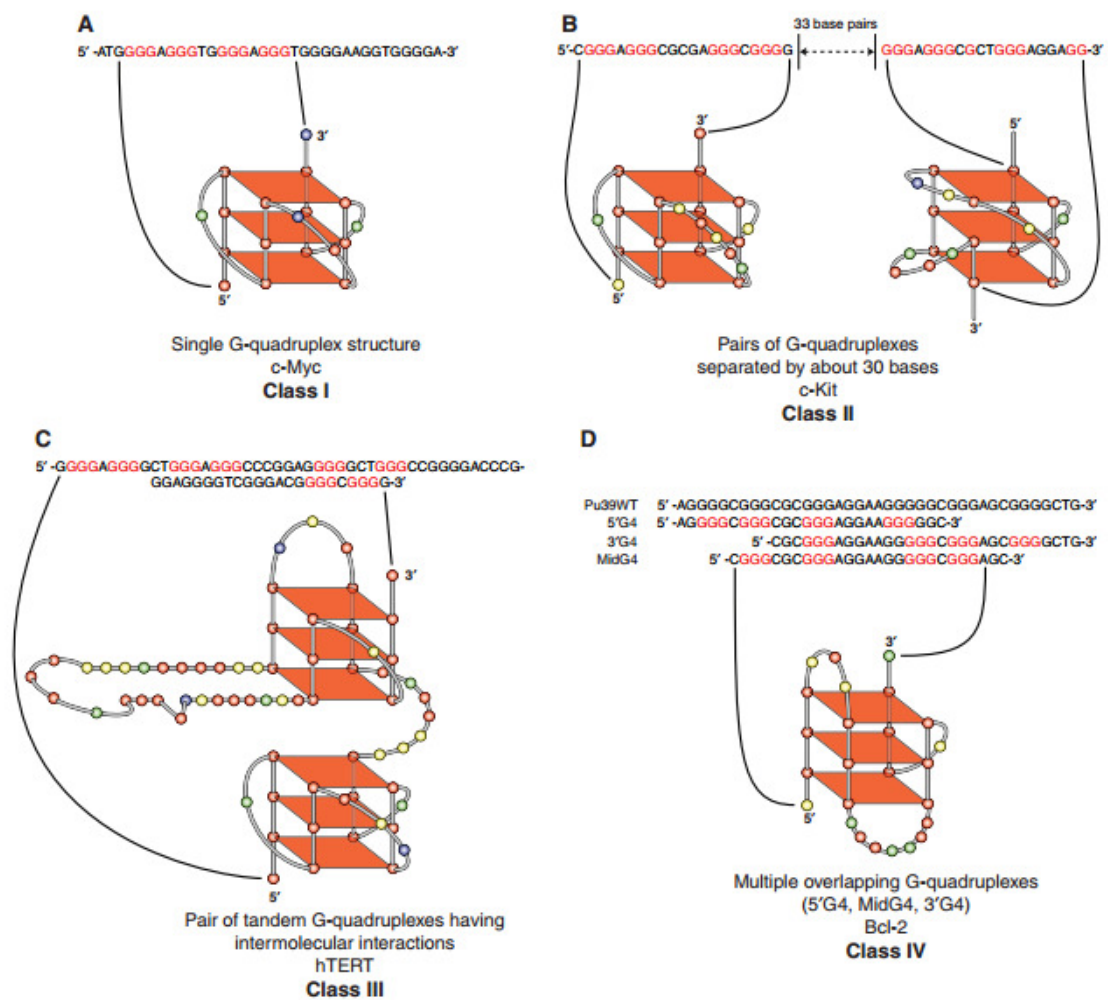 A
5′ -ATGGGGAGGGTGGGGAGGGTGGGGAAGGTGGGGA-3′
3′
5′
Single G-quadruplex structure
c-Myc
Class I
B
33 base pairs
5′-CGGGAGGGCGCGAGGGCGGGG GGGAGGGCGCTGGGAGGAGG-3′
3′
5′
5′
3′
Pairs of G-quadruplexes
separated by about 30 bases
c-Kit
Class II
C
5′ -GGGGAGGGGCTGGGAGGGCCCGGAGGGGGCTGGGCCGGGGACCCG-
GGAGGGGTCGGGACGGGGCGGGG-3′
3′
5′
Pair of tandem G-quadruplexes having
intermolecular interactions
hTERT
Class III
D
Pu39WT 5′ -AGGGGCGGGCGCGGGAGGAAGGGGGCGGGAGCGGGGCTG-3′
5′G4 5′ -AGGGGCGGGCGCGGGAGGAAGGGGGC-3′
3′G4 5′ -CGCGGGAGGAAGGGGGCGGGAGCGGGGCTG-3′
MidG4 5′ -CGGGCGCGGGAGGAAGGGGGCGGGAGC-3′
3′
5′
Multiple overlapping G-quadruplexes
(5′G4, MidG4, 3′G4)
Bcl-2
Class IV